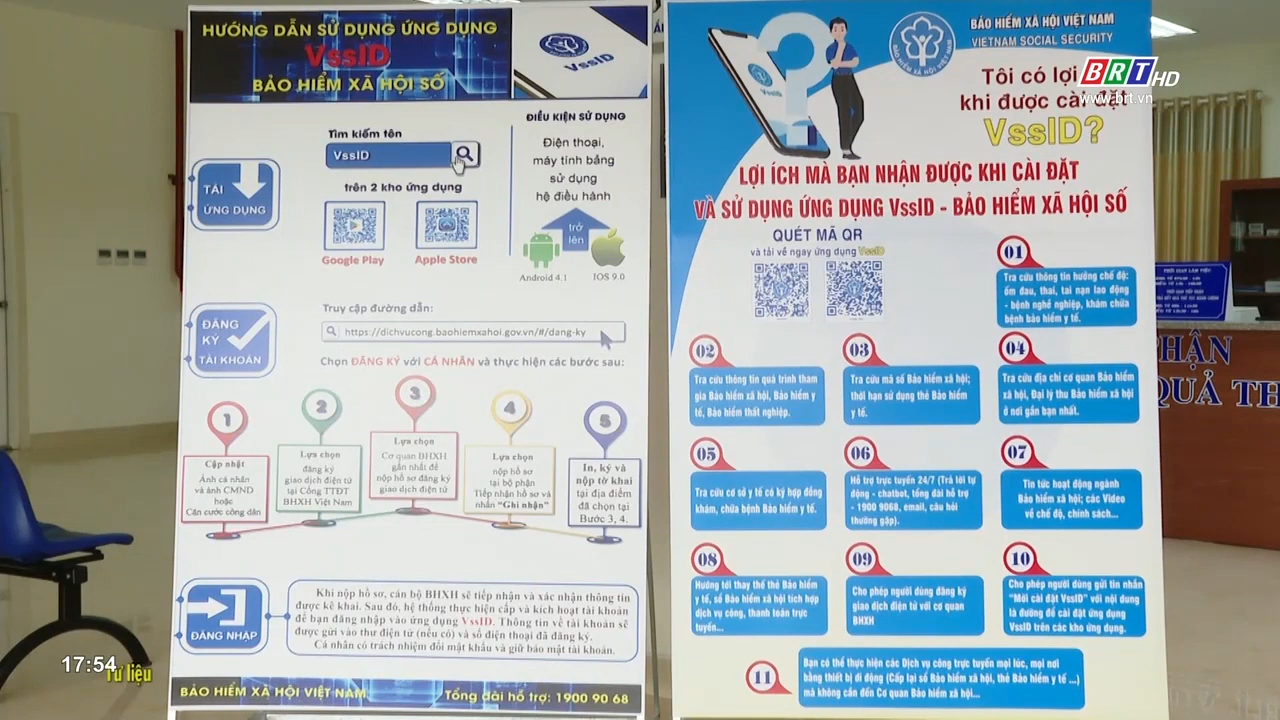 HƯỚNG DẪN SỬ DỤNG ỨNG DỤNG
VssID
BẢO HIỂM XÃ HỘI SỐ
VssID
TẢI
ỨNG DỤNG
Tìm kiếm tên
VssID
trên 2 kho ứng dụng
Google Play
Apple Store
ĐIỀU KIỆN SỬ DỤNG
Điện thoại,
máy tính bảng
sử dụng
hệ điều hành
trở
lên
Android 4.1
IOS 9.0
ĐĂNG
KÝ
TÀI KHOẢN
Truy cập đường dẫn:
https://dichvucong.baohiemxahoi.gov.vn/#/dang-ky
Chọn ĐĂNG KÝ với CÁ NHÂN và thực hiện các bước sau:
1
Cập nhật
Ảnh cá nhân
và ảnh CMND
hoặc
Căn cước công dân
2
Lựa chọn
đăng ký
giao dịch điện tử
tại Cổng TTĐT
BHXH Việt Nam
3
Lựa chọn
Cơ quan BHXH
gần nhất để
nộp hồ sơ đăng ký
giao dịch điện tử
4
Lựa chọn
nộp hồ sơ
tại bộ phận
Tiếp nhận hồ sơ và
nhấn "Ghi nhận"
5
In, ký và
nộp tờ khai
tại địa điểm
đã chọn tại
Bước 3, 4.
ĐĂNG NHẬP
Khi nộp hồ sơ, cán bộ BHXH sẽ tiếp nhận và xác nhận thông tin
được kê khai. Sau đó, hệ thống thực hiện cấp và kích hoạt tài khoản
để bạn đăng nhập vào ứng dụng VssID. Thông tin về tài khoản sẽ
được gửi vào thư điện tử (nếu có) và số điện thoại đã đăng ký.
Cá nhân có trách nhiệm đổi mật khẩu và giữ bảo mật tài khoản.
BẢO HIỂM XÃ HỘI VIỆT NAM
Tổng đài hỗ trợ: 1900 90 68
17:54
Tư liệu
VssID
BẢO HIỂM XÃ HỘI VIỆT NAM
BẢO HIỂM XÃ HỘI VIỆT NAM
VIETNAM SOCIAL SECURITY
Tôi có lợi
khi được cài đặt
VssID?
BRT HD
www.brt.vn
LỢI ÍCH MÀ BẠN NHẬN ĐƯỢC KHI CÀI ĐẶT
VÀ SỬ DỤNG ỨNG DỤNG VssID - BẢO HIỂM XÃ HỘI SỐ
QUÉT MÃ QR
và tải về ngay ứng dụng VssID
01
Tra cứu thông tin hưởng chế độ:
ốm đau, thai, tai nạn lao động
- bệnh nghề nghiệp, khám chữa
bệnh bảo hiểm y tế.
02
Tra cứu thông tin quá trình tham
gia Bảo hiểm xã hội, Bảo hiểm y
tế, Bảo hiểm thất nghiệp.
03
Tra cứu mã số Bảo hiểm xã hội;
thời hạn sử dụng thẻ Bảo hiểm
y tế.
04
Tra cứu địa chỉ cơ quan Bảo hiểm
xã hội, Đại lý thu Bảo hiểm xã hội
ở nơi gần bạn nhất.
05
Tra cứu cơ sở y tế có ký hợp đồng
khám, chữa bệnh Bảo hiểm y tế.
06
Hỗ trợ trực tuyến 24/7 (Trả lời tự
động - chatbot, tổng đài hỗ trợ
- 1900 9068, email, câu hỏi
thường gặp).
07
Tin tức hoạt động ngành
Bảo hiểm xã hội; các Video
về chế độ, chính sách...
08
Hướng tới thay thế thẻ Bảo hiểm
y tế, sổ Bảo hiểm xã hội tích hợp
dịch vụ công, thanh toán trực
tuyến...
09
Cho phép người dùng đăng ký
giao dịch điện tử với cơ quan
BHXH
10
Cho phép người dùng gửi tin nhắn
"Mời cài đặt VssID" với nội dung
là đường để cài đặt ứng dụng
VssID trên các kho ứng dụng.
11
Bạn có thể thực hiện các Dịch vụ công trực tuyến mọi lúc, mọi nơi
bằng thiết bị di động (Cấp lại sổ Bảo hiểm xã hội, thẻ Bảo hiểm y tế ...)
mà không cần đến Cơ quan Bảo hiểm xã hội...
THỜI GIAN LÀM VIỆC
PHẬN
QUẢ TH